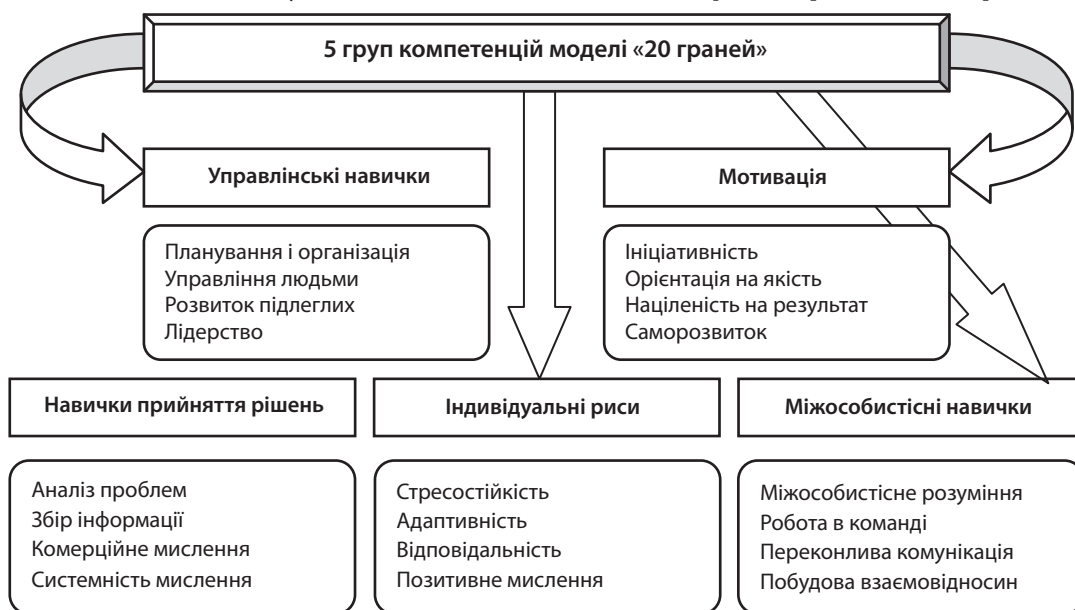 5 груп компетенцій моделі «20 граней»
Управлінські навички
Мотивація
Планування і організація
Управління людьми
Розвиток підлеглих
Лідерство
Ініціативність
Орієнтація на якість
Націленість на результат
Саморозвиток
Навички прийняття рішень
Індивідуальні риси
Міжособистісні навички
Аналіз проблем
Збір інформації
Комерційне мислення
Системність мислення
Стресостійкість
Адаптивність
Відповідальність
Позитивне мислення
Міжособистісне розуміння
Робота в команді
Переконлива комунікація
Побудова взаємовідносин